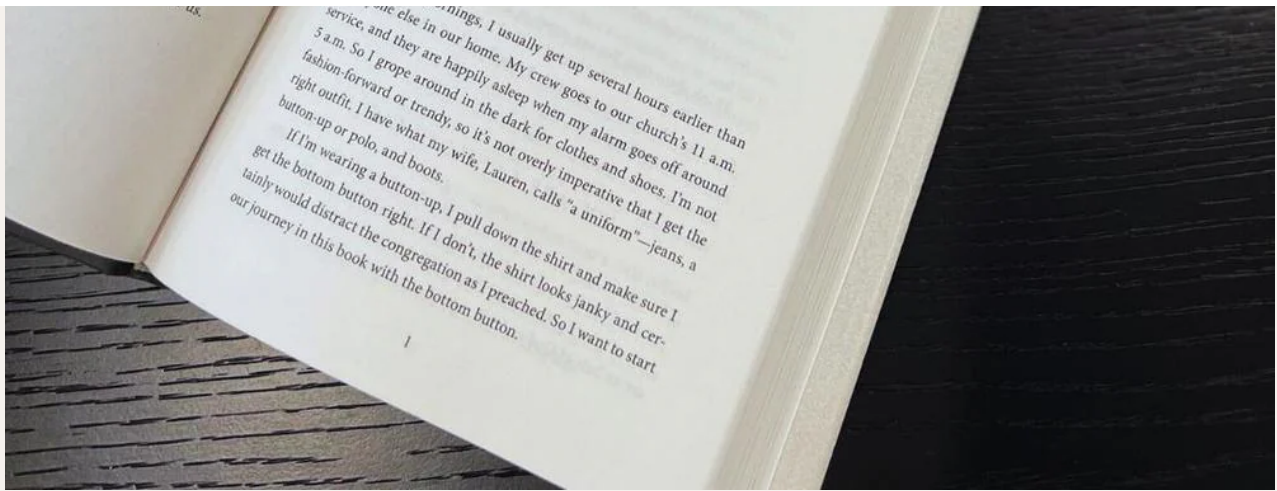 us.
I usually get up several hours earlier than
else in our home. My crew goes to our church's 11 a.m.
service, and they are happily asleep when my alarm goes off around
5 a.m. So I grope around in the dark for clothes and shoes. I'm not
fashion-forward or trendy, so it's not overly imperative that I get the
right outfit. I have what my wife, Lauren, calls "a uniform"—jeans, a
button-up or polo, and boots.
If I'm wearing a button-up, I pull down the shirt and make sure I
get the bottom button right. If I don't, the shirt looks janky and cer-
tainly would distract the congregation as I preached. So I want to start
our journey in this book with the bottom button.
1